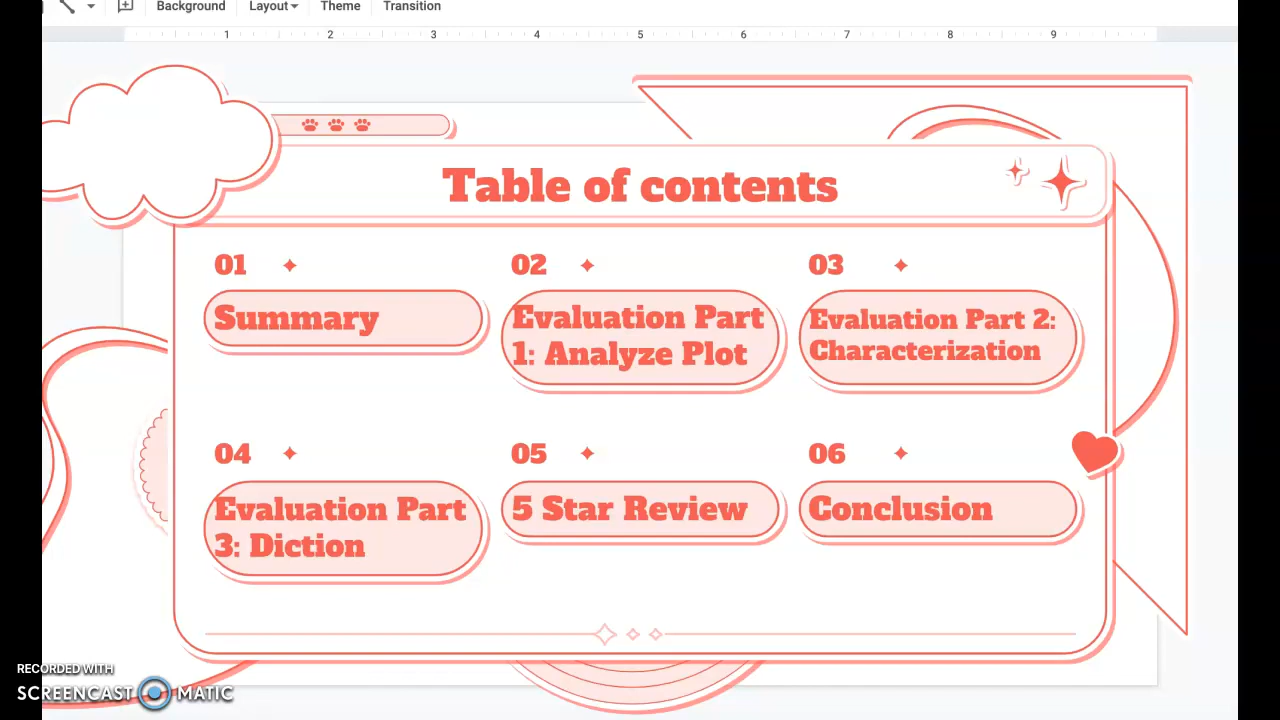 Background Layout Theme Transition
1 2 3 4 5 6 7 8 9
Table of contents
01
Summary
02
Evaluation Part
1: Analyze Plot
03
Evaluation Part 2:
Characterization
04
Evaluation Part
3: Diction
05
5 Star Review
06
Conclusion
RECORDED WITH
SCREENCAST MATIC